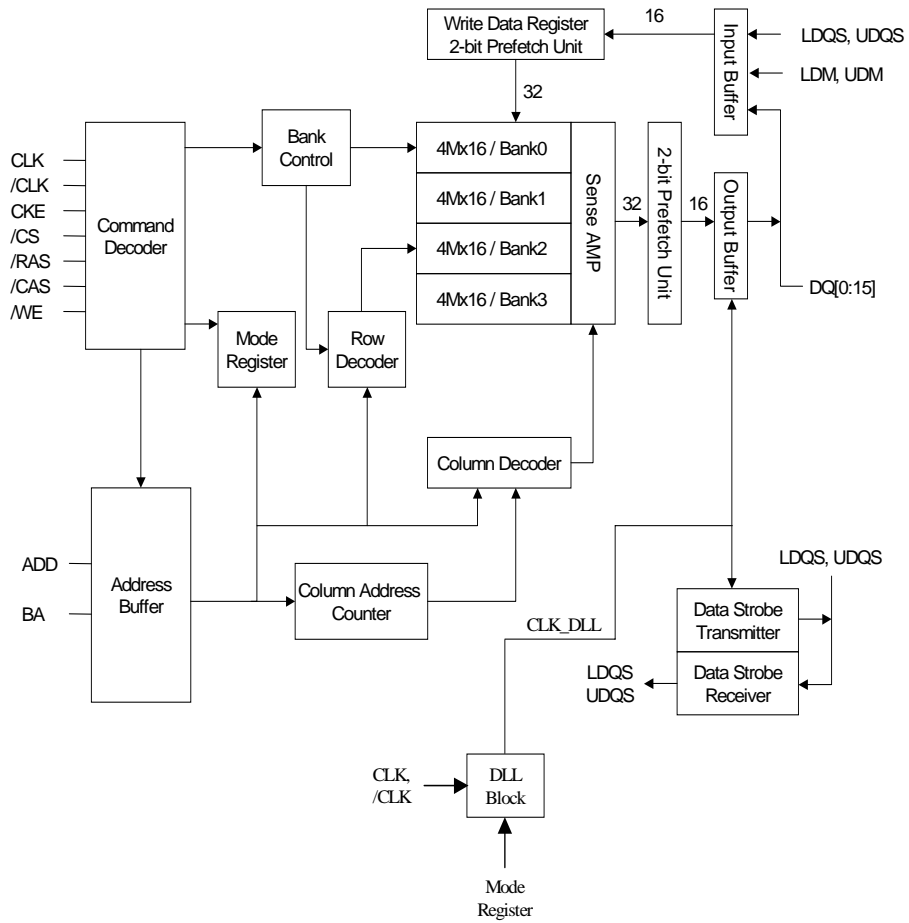 Write Data Register
2-bit Prefetch Unit
16
Input Buffer
LDQS, UDQS
LDM, UDM
32
Bank
Control
4Mx16 / Bank0
4Mx16 / Bank1
4Mx16 / Bank2
4Mx16 / Bank3
Sense AMP
32
2-bit Prefetch Unit
16
Output Buffer
DQ[0:15]
CLK
/CLK
CKE
/CS
/RAS
/CAS
/WE
Command
Decoder
Mode
Register
Row
Decoder
Column Decoder
ADD
BA
Address
Buffer
Column Address
Counter
CLK_DLL
LDQS, UDQS
Data Strobe
Transmitter
Data Strobe
Receiver
LDQS
UDQS
CLK,
/CLK
DLL
Block
Mode
Register